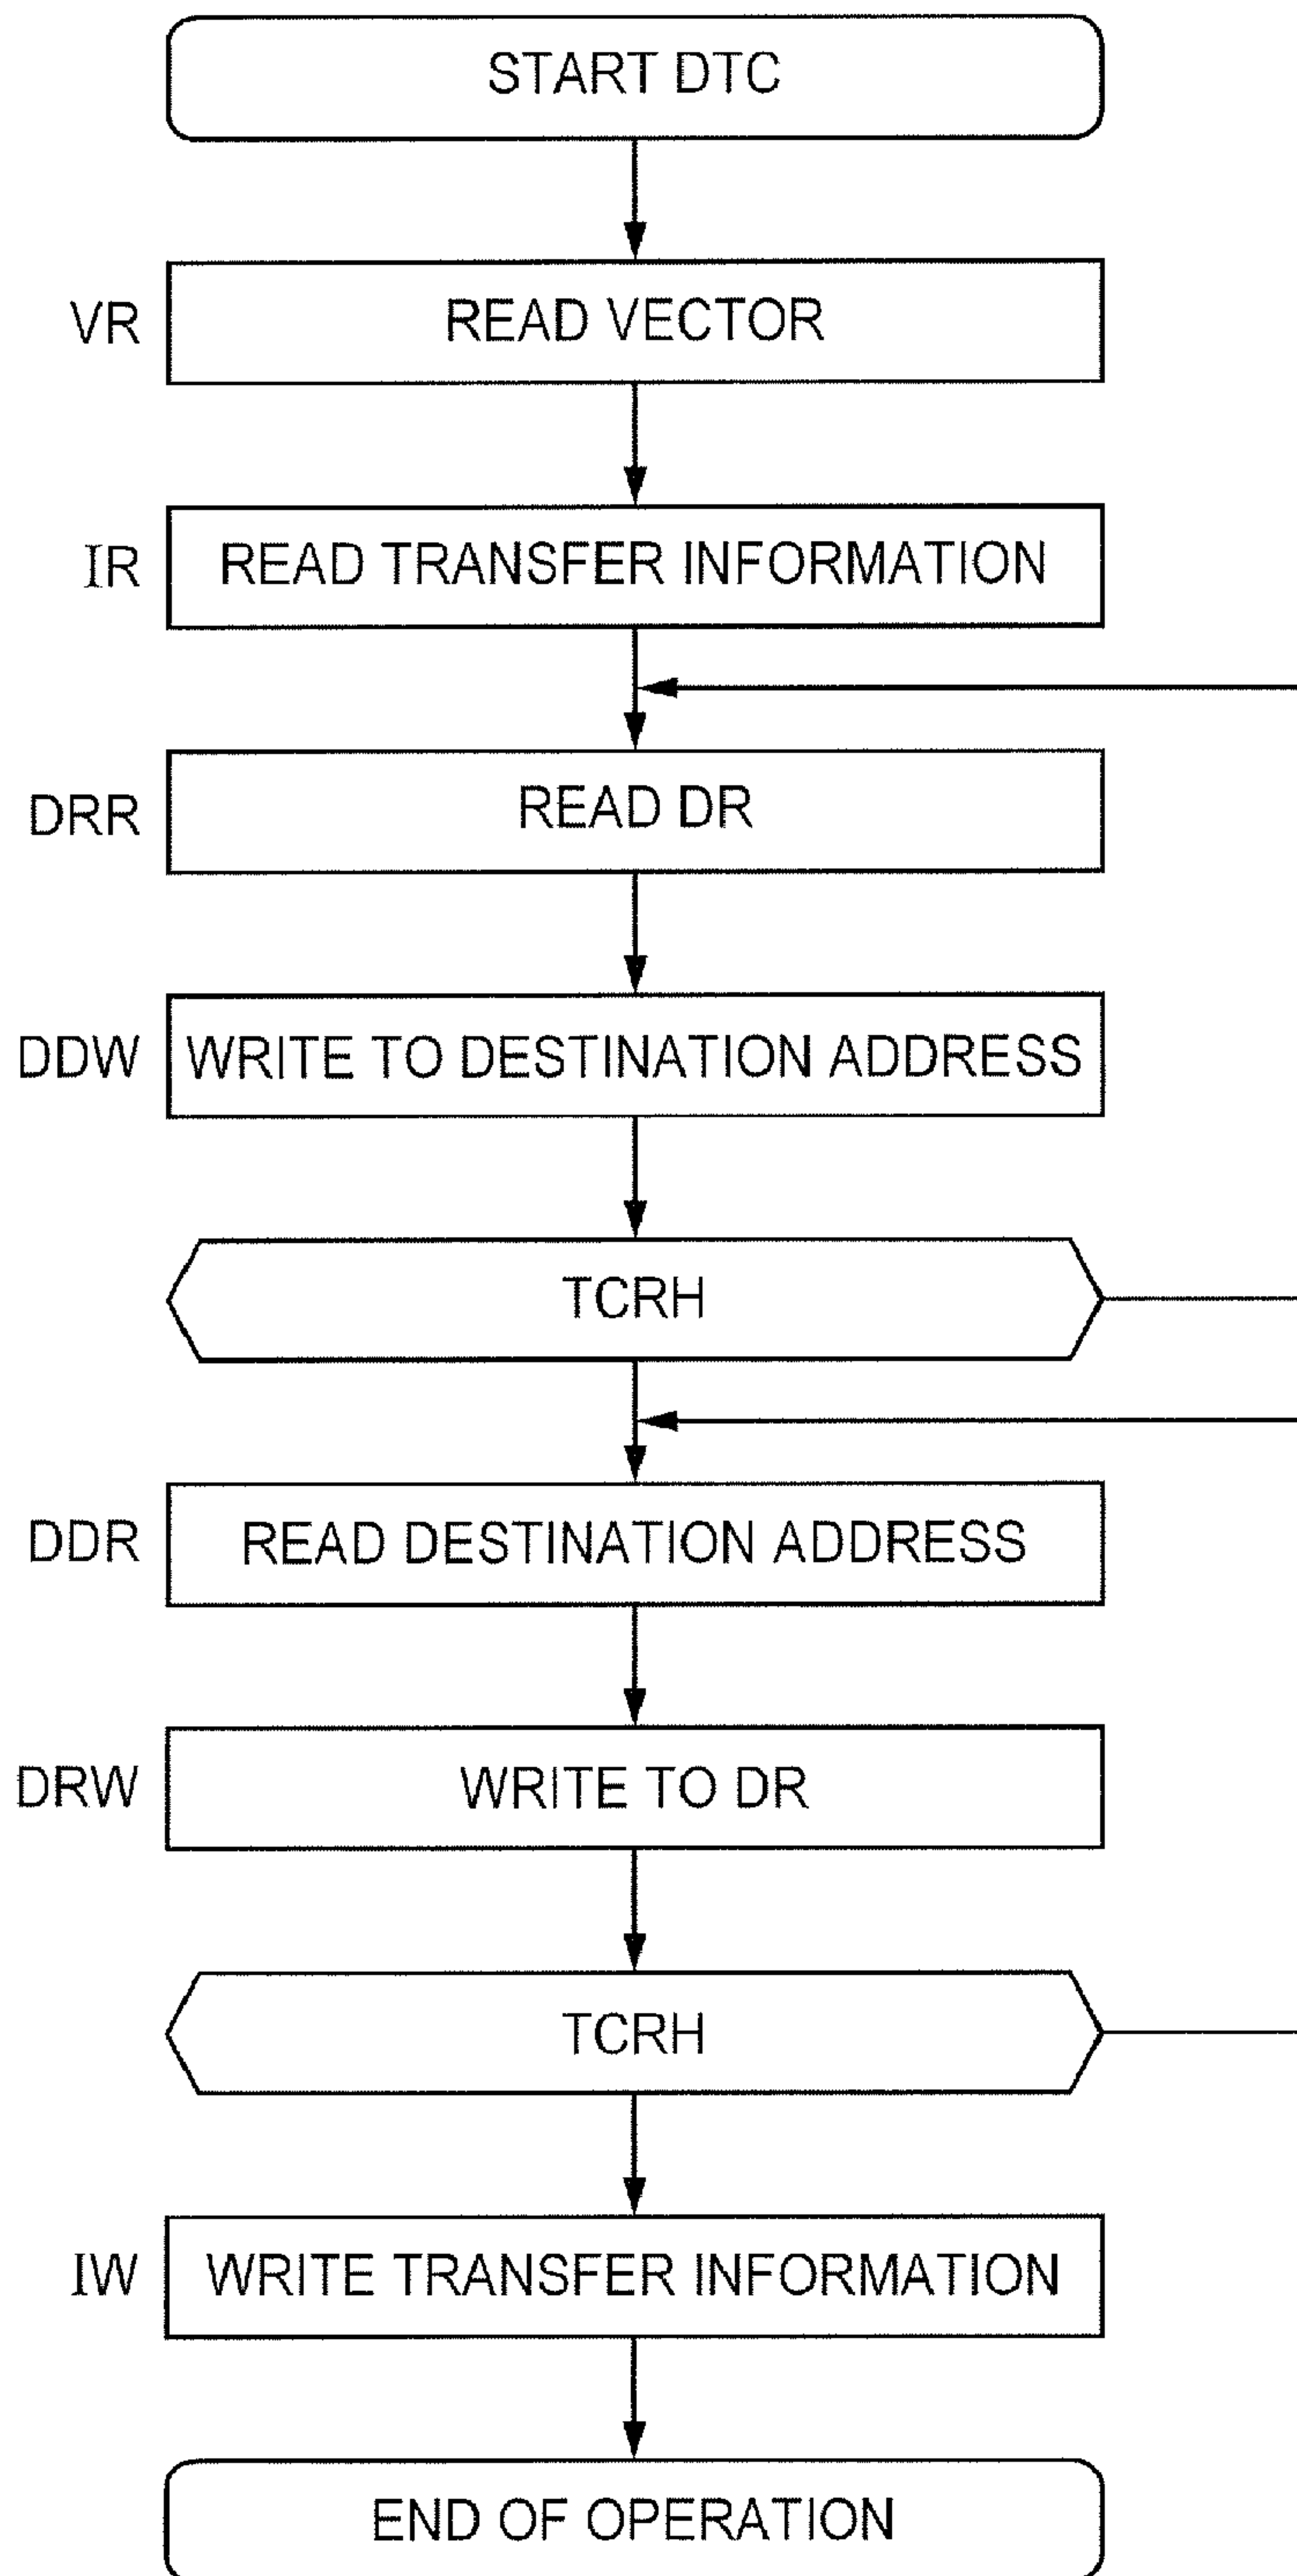 START DTC
VR READ VECTOR
IR READ TRANSFER INFORMATION
DRR READ DR
DDW WRITE TO DESTINATION ADDRESS
TCRH
DDR READ DESTINATION ADDRESS
DRW WRITE TO DR
TCRH
IW WRITE TRANSFER INFORMATION
END OF OPERATION